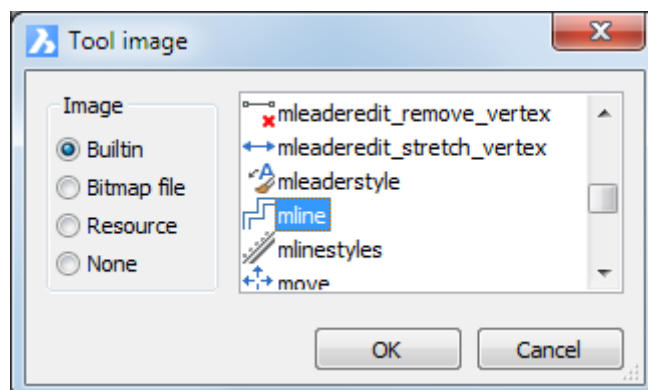 Tool image
Image
Builtin
Bitmap file
Resource
None
mleaderedit_remove_vertex
mleaderedit_stretch_vertex
mleaderstyle
mline
mlinestyles
move
OK
Cancel